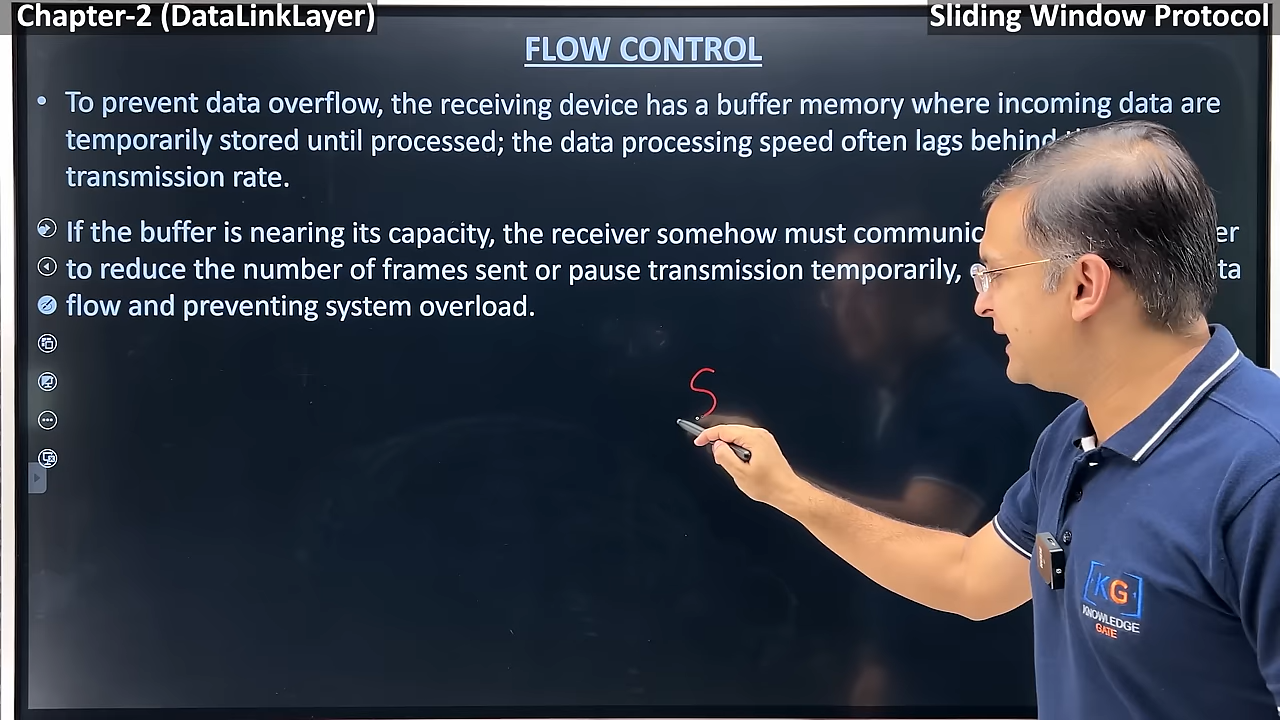 Chapter-2 (DataLinkLayer)
Sliding Window Protocol
FLOW CONTROL
• To prevent data overflow, the receiving device has a buffer memory where incoming data are
temporarily stored until processed; the data processing speed often lags behind
transmission rate.
If the buffer is nearing its capacity, the receiver somehow must
to reduce the number of frames sent or pause transmission temporarily,
flow and preventing system overload.
S
KG
KNOWLEDGE
GATE